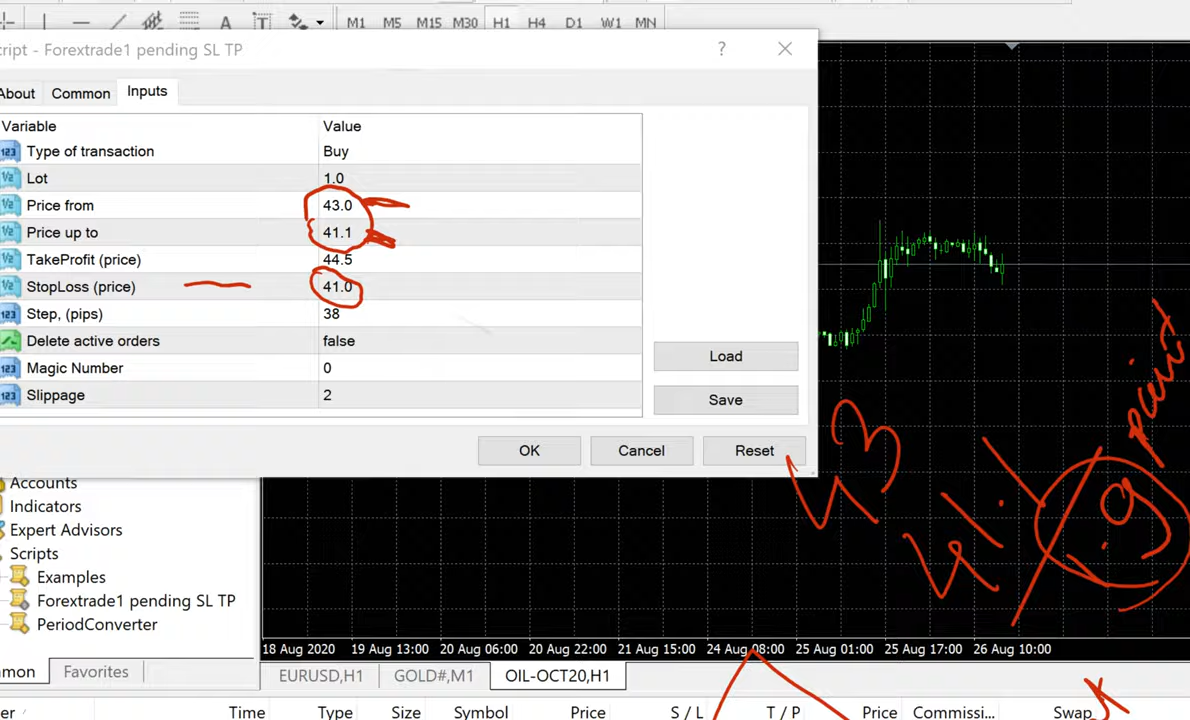 M1 M5 M15 M30 H1 H4 D1 W1 MN
cript - Forextrade1 pending SL TP ?
About Common Inputs
Variable Value
Type of transaction Buy
Lot 1.0
Price from 43.0
Price up to 41.1
TakeProfit (price) 44.5
StopLoss (price) 41.0
Step, (pips) 38
Delete active orders false
Magic Number 0
Slippage 2
Load
Save
OK Cancel Reset
43
41.1
1.9 point
Accounts
Indicators
Expert Advisors
Scripts
Examples
Forextrade1 pending SL TP
PeriodConverter
18 Aug 2020 19 Aug 13:00 20 Aug 06:00 20 Aug 22:00 21 Aug 15:00 24 Aug 08:00 25 Aug 01:00 25 Aug 17:00 26 Aug 10:00
mmon Favorites
EURUSD,H1 GOLD#,M1 OIL-OCT20,H1
er Time Type Size Symbol Price S / L T / P Price Commissi... Swap